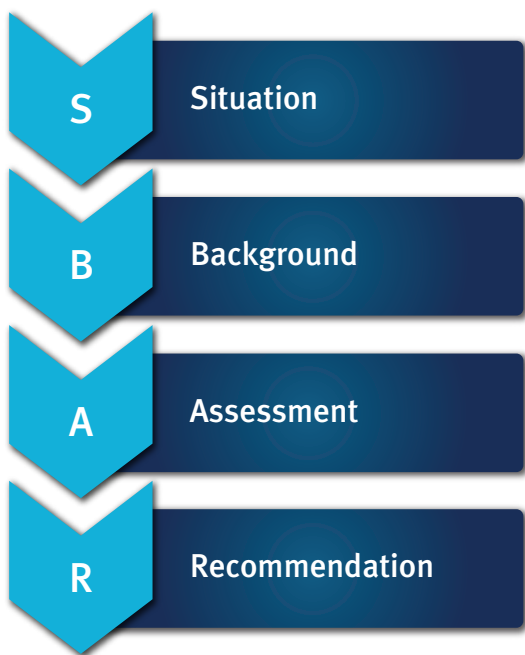 S Situation
B Background
A Assessment
R Recommendation